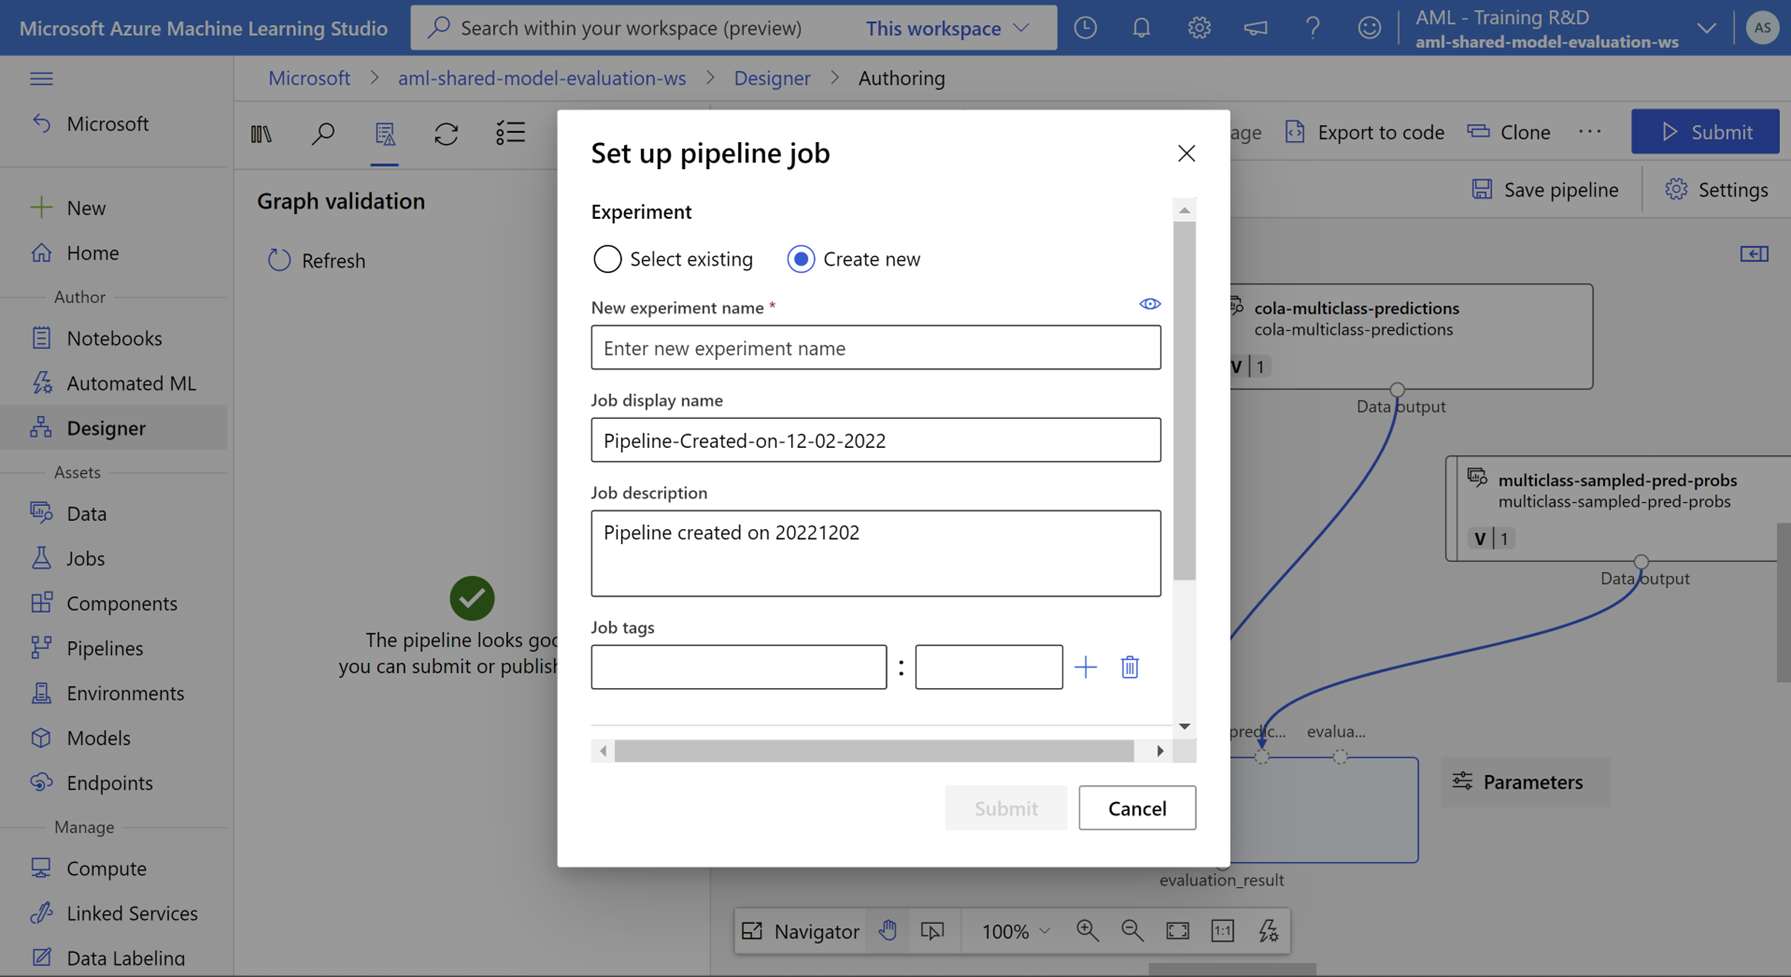 Microsoft Azure Machine Learning Studio
Search within your workspace (preview)
This workspace
AML - Training R&D
aml-shared-model-evaluation-ws
AS
Microsoft > aml-shared-model-evaluation-ws > Designer > Authoring
Microsoft
New
Home
Author
Notebooks
Automated ML
Designer
Assets
Data
Jobs
Components
Pipelines
Environments
Models
Endpoints
Manage
Compute
Linked Services
Data Labeling
Graph validation
Refresh
The pipeline looks goo
you can submit or publish
age
Export to code
Clone
...
Submit
Save pipeline
Settings
Set up pipeline job
Experiment
Select existing
Create new
New experiment name *
Enter new experiment name
Job display name
Pipeline-Created-on-12-02-2022
Job description
Pipeline created on 20221202
Job tags
:
Submit
Cancel
cola-multiclass-predictions
cola-multiclass-predictions
V 1
Data output
multiclass-sampled-pred-probs
multiclass-sampled-pred-probs
V 1
Data output
predic...
evalua...
Parameters
evaluation_result
Navigator
100%
1:1